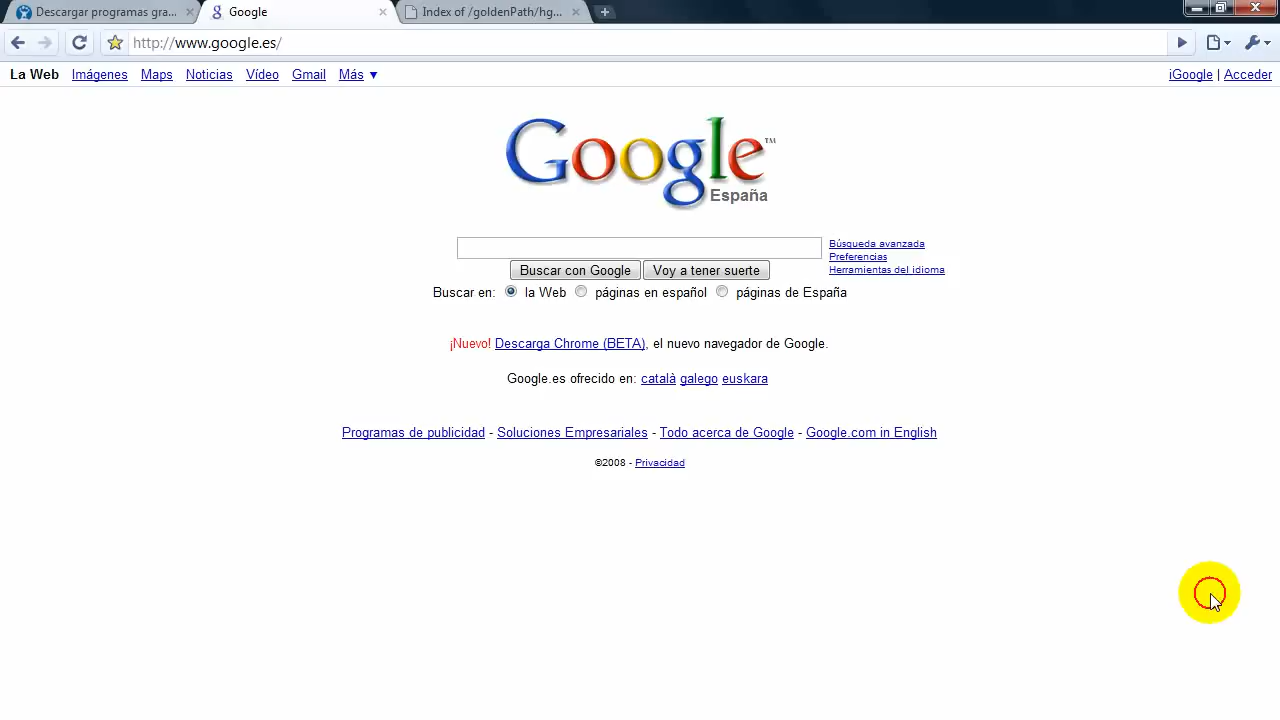 Descargar programas gra... Google Index of /goldenPath/hg...
http://www.google.es/
La Web Imágenes Maps Noticias Vídeo Gmail Más ▼ iGoogle | Acceder
Google™
España
Búsqueda avanzada
Preferencias
Buscar con Google Voy a tener suerte Herramientas del idioma
Buscar en: la Web páginas en español páginas de España
¡Nuevo! Descarga Chrome (BETA), el nuevo navegador de Google.
Google.es ofrecido en: català galego euskara
Programas de publicidad - Soluciones Empresariales - Todo acerca de Google - Google.com in English
©2008 - Privacidad